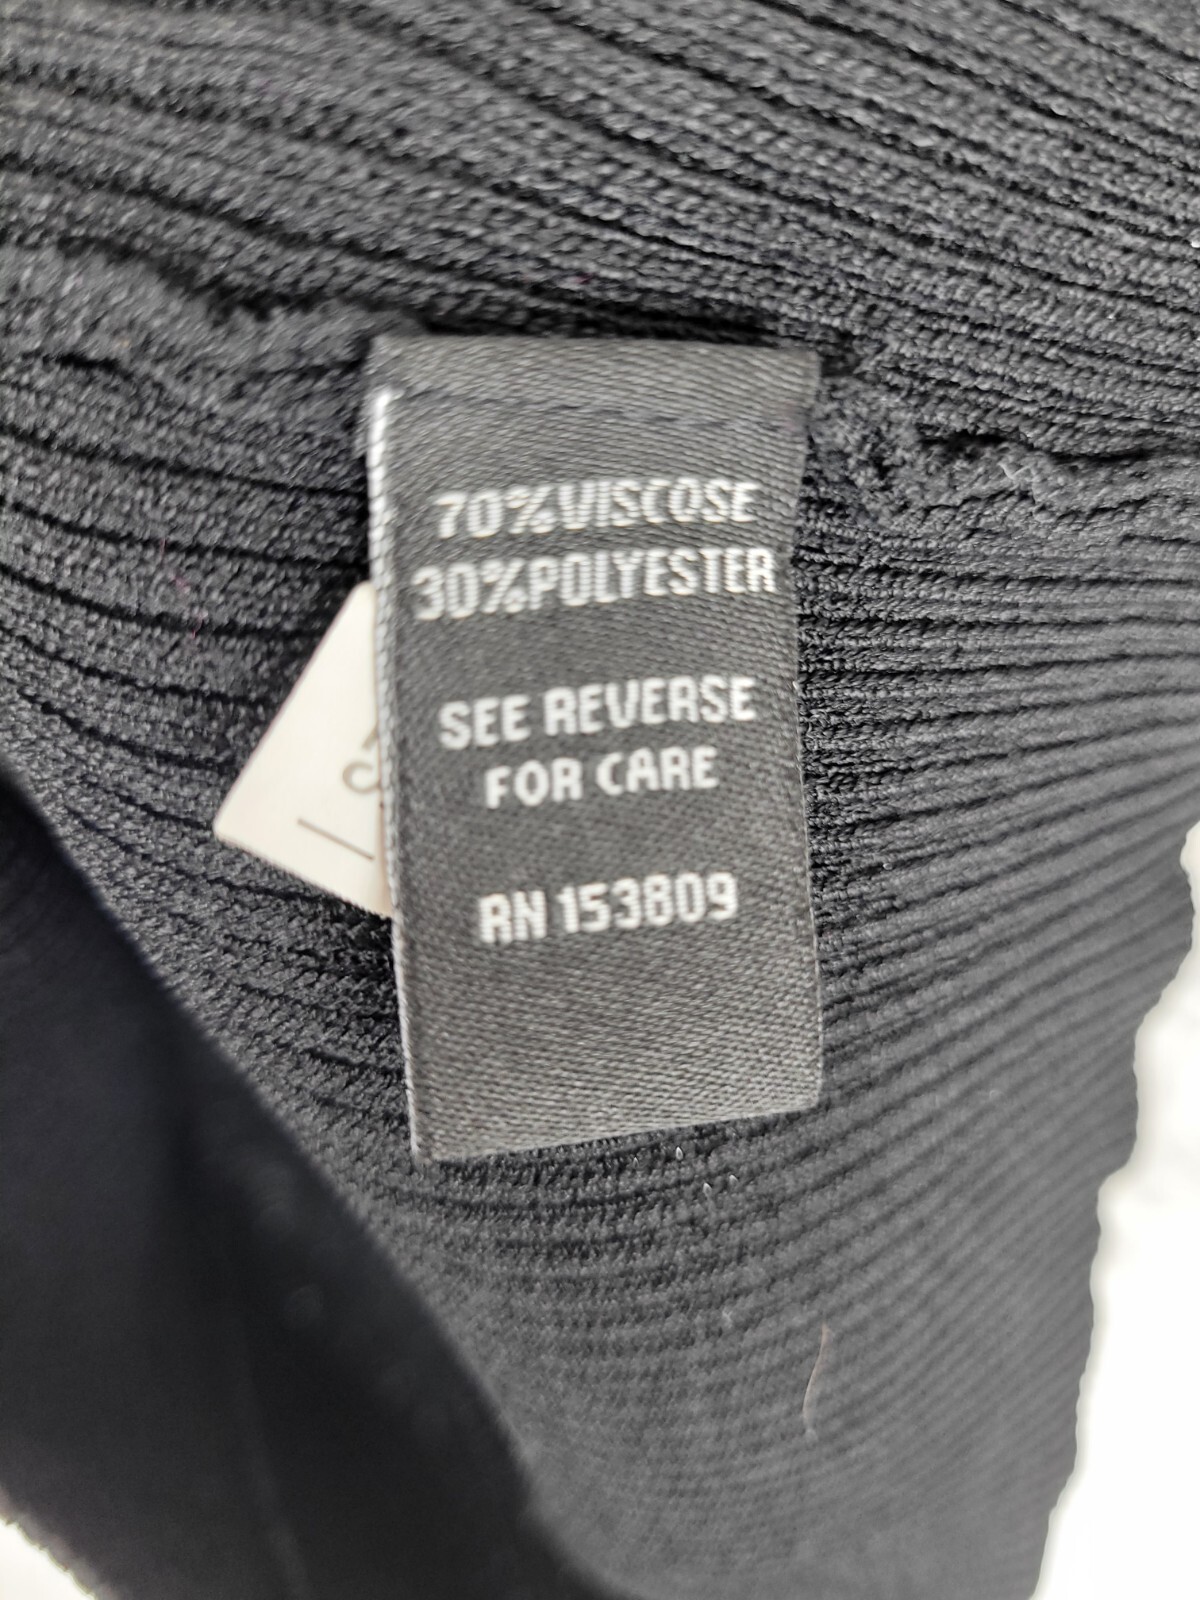 70%VISCOSE
30%POLYESTER
SEE REVERSE
FOR CARE
RN 153809